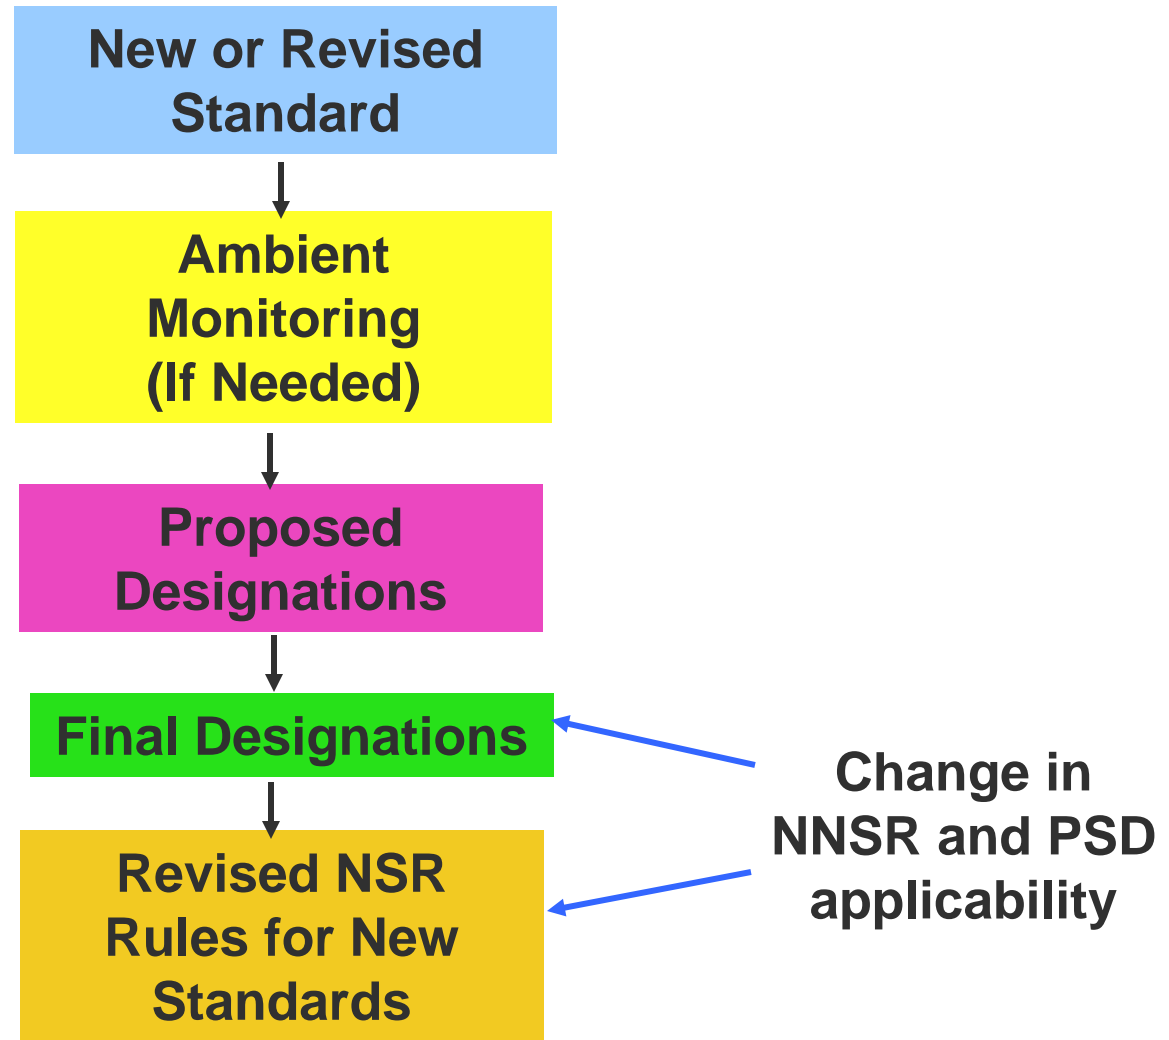 New or Revised
Standard
Ambient
Monitoring
(If Needed)
Proposed
Designations
Final Designations
Change in
NNSR and PSD
applicability
Revised NSR
Rules for New
Standards